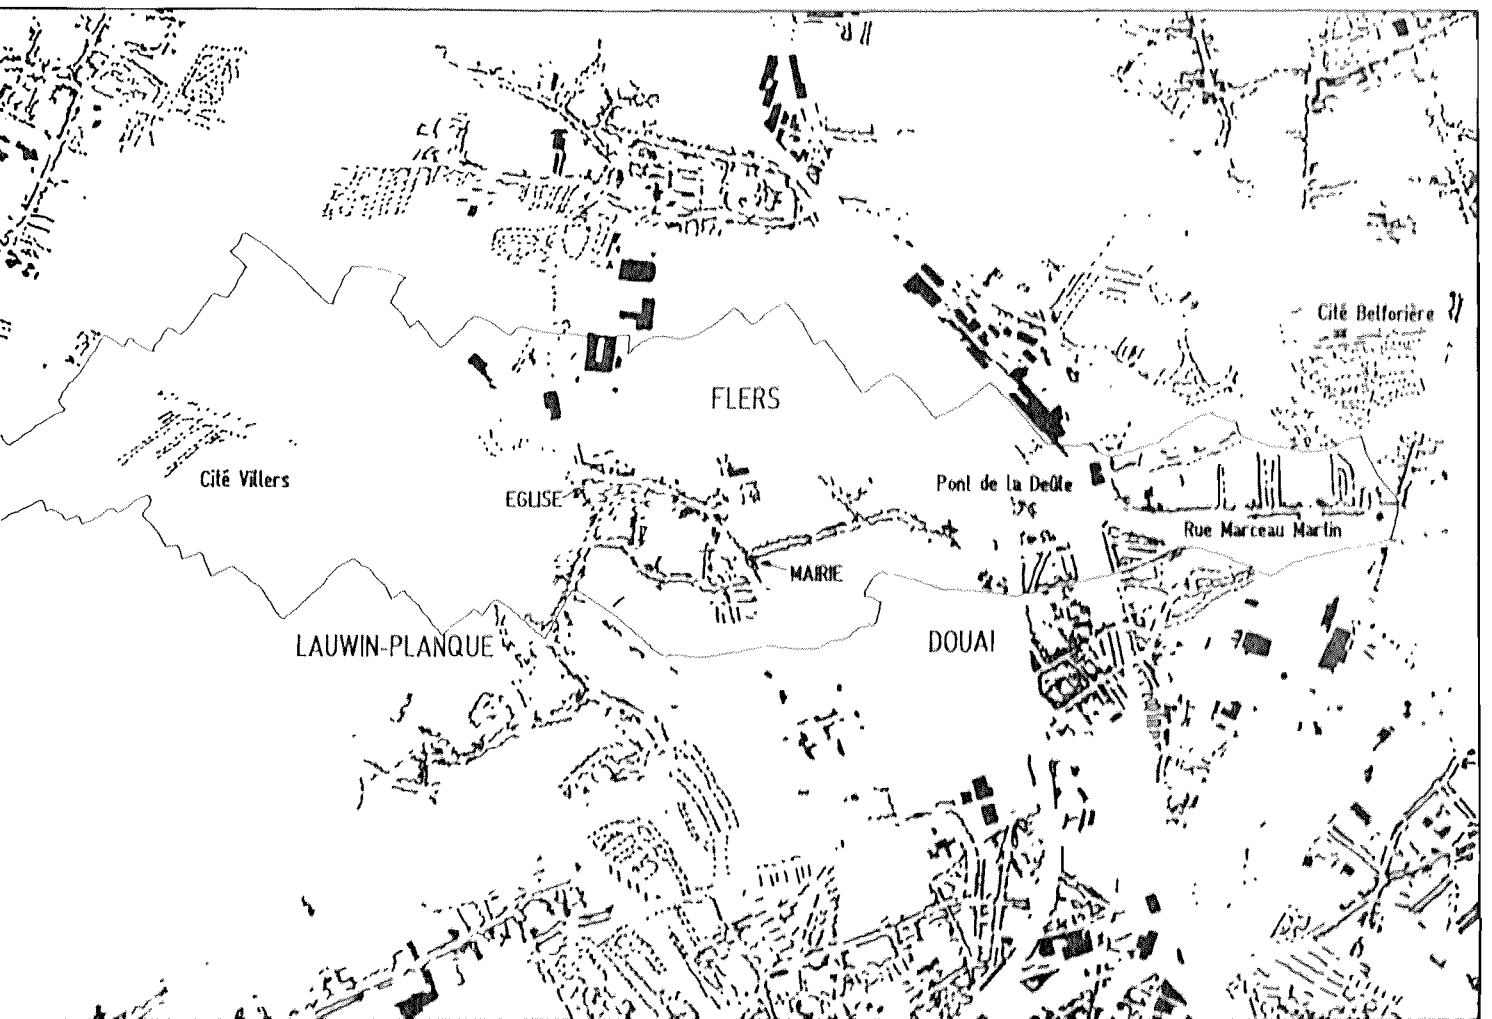 Cité Belforière
FLERS
Cité Villers
EGLISE
Pont de la Deûle
Rue Marceau Martin
MAIRIE
LAUWIN-PLANQUE
DOUAI